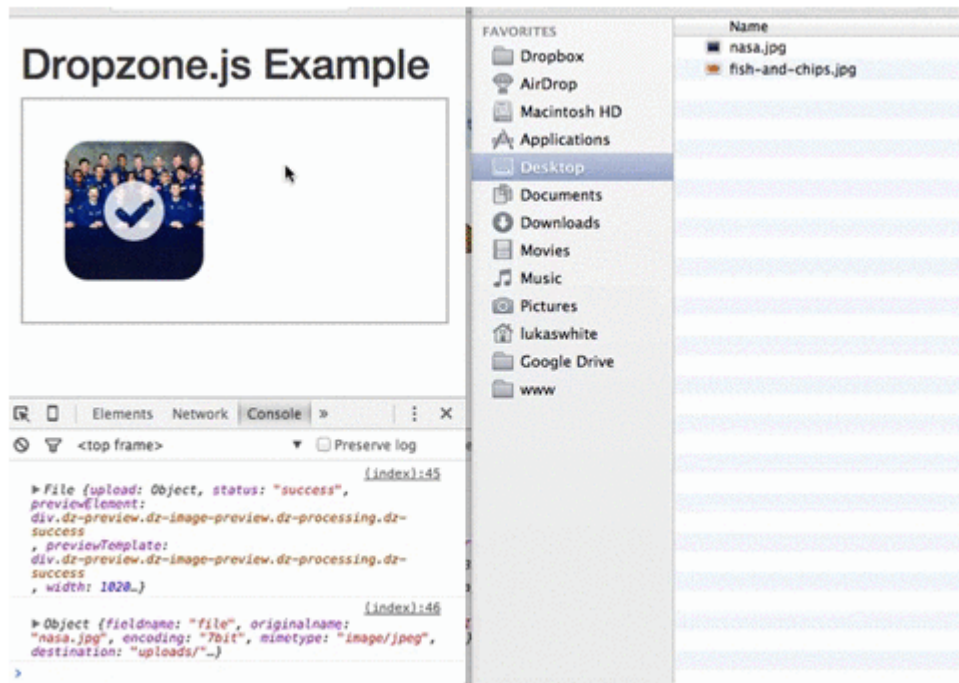 Dropzone.js Example
Elements Network Console »
<top frame> ▼ Preserve log
(index):45
▶ File {upload: Object, status: "success",
previewElement:
div.dz-preview.dz-image-preview.dz-processing.dz-
success
, previewTemplate:
div.dz-preview.dz-image-preview.dz-processing.dz-
success
, width: 1020…}
(index):46
▶ Object {fieldname: "file", originalname:
"nasa.jpg", encoding: "7bit", mimetype: "image/jpeg",
destination: "uploads/"…}
>
FAVORITES
Dropbox
AirDrop
Macintosh HD
Applications
Desktop
Documents
Downloads
Movies
Music
Pictures
lukaswhite
Google Drive
www
Name
nasa.jpg
fish-and-chips.jpg